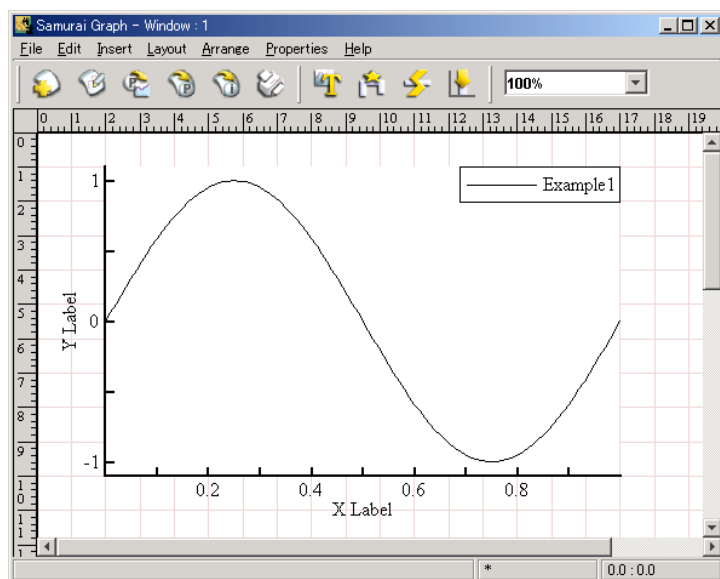 Samurai Graph - Window : 1
File Edit Insert Layout Arrange Properties Help
100%
0 1 2 3 4 5 6 7 8 9 10 11 12 13 14 15 16 17 18 19
0
1
2
3
4
5
6
7
8
9
10
11
1
Example1
1
0
-1
Y Label
0.2 0.4 0.6 0.8
X Label
* 0.0 : 0.0